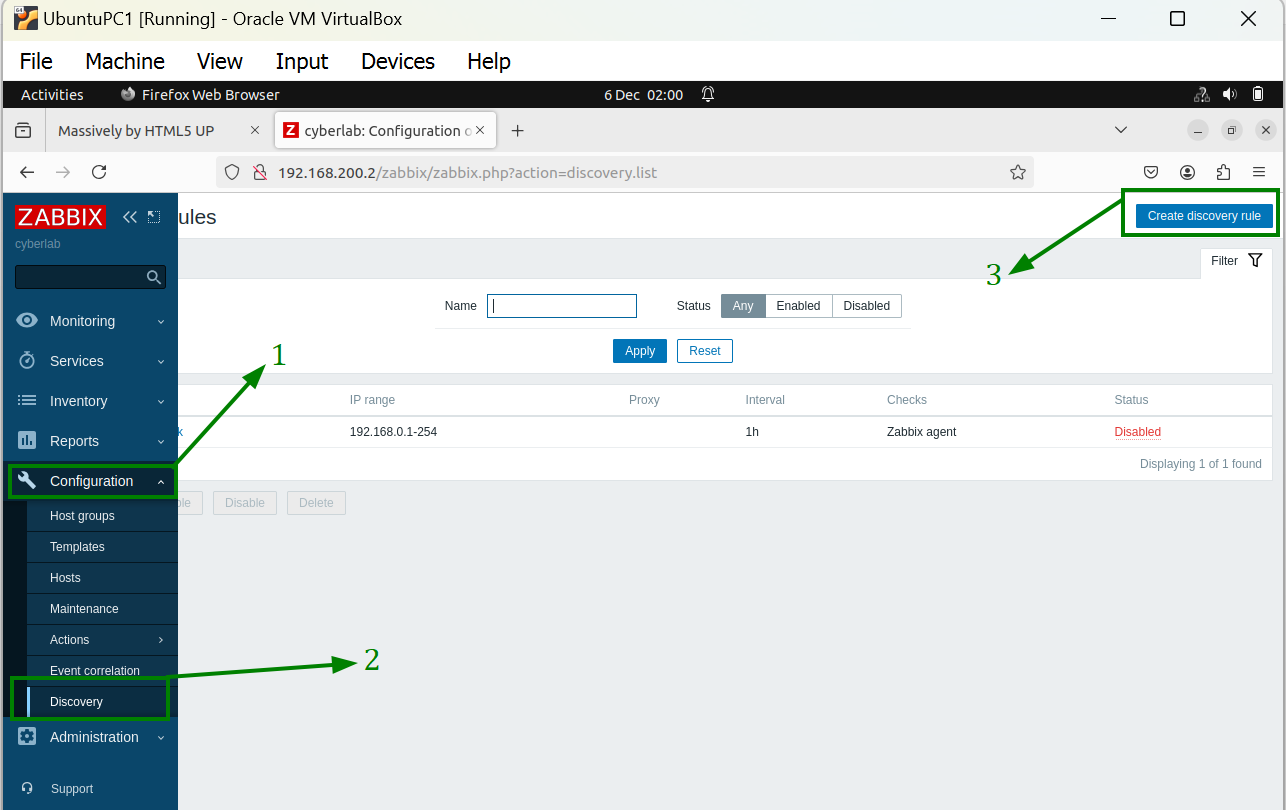 UbuntuPC1 [Running] - Oracle VM VirtualBox
File Machine View Input Devices Help
Activities Firefox Web Browser 6 Dec 02:00
Massively by HTML5 UP × Z cyberlab: Configuration o × +
192.168.200.2/zabbix/zabbix.php?action=discovery.list
ZABBIX
cyberlab
ules
Create discovery rule
3
Filter
Name
Status Any Enabled Disabled
Apply Reset
IP range Proxy Interval Checks Status
k 192.168.0.1-254 1h Zabbix agent Disabled
Displaying 1 of 1 found
ble Disable Delete
Monitoring
Services
1
Inventory
Reports
Configuration
Host groups
Templates
Hosts
Maintenance
Actions
Event correlation
2
Discovery
Administration
Support